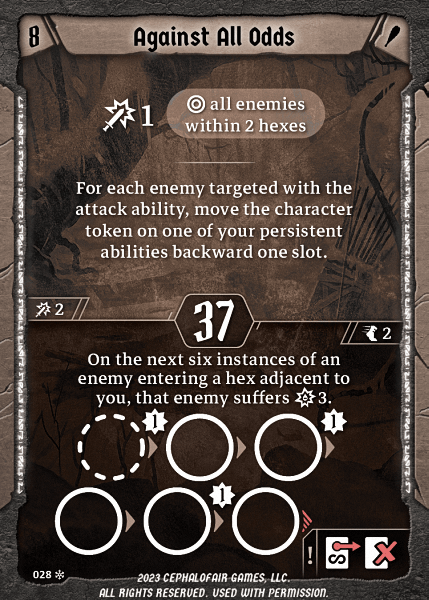 8
Against All Odds
1
all enemies
within 2 hexes
For each enemy targeted with the
attack ability, move the character
token on one of your persistent
abilities backward one slot.
2
37
2
On the next six instances of an
enemy entering a hex adjacent to
you, that enemy suffers 3.
1
1
1
!
028
2023 CEPHALOFAIR GAMES, LLC.
ALL RIGHTS RESERVED. USED WITH PERMISSION.